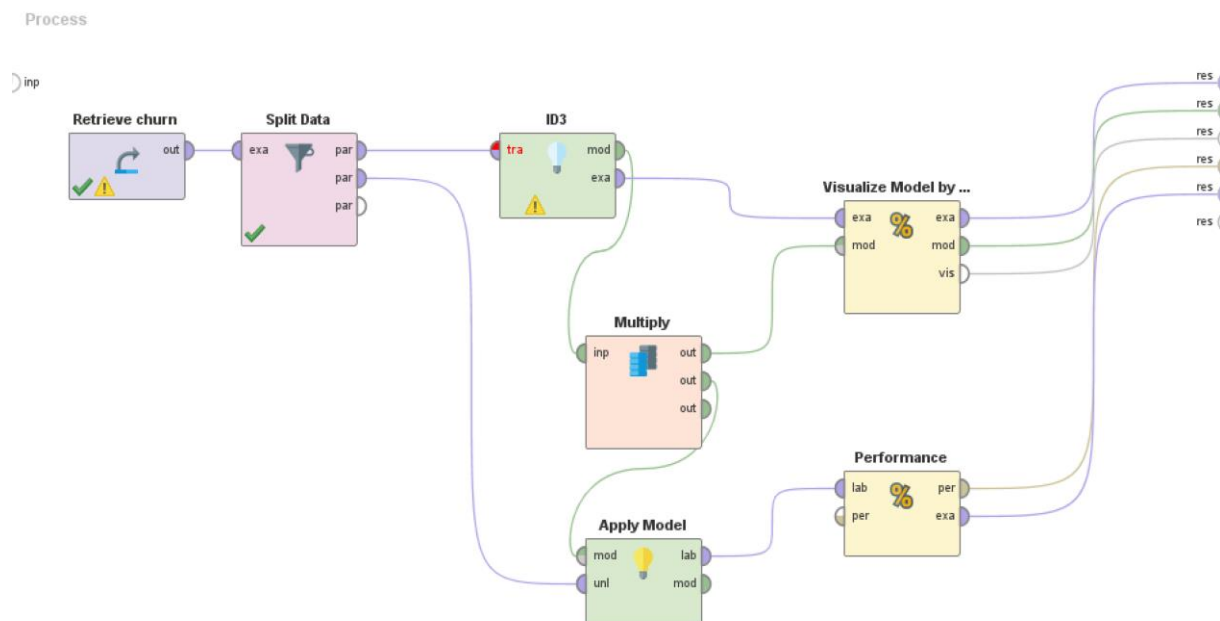 Process
inp
res
res
res
res
res
res
Retrieve churn
out
Split Data
exa
par
par
par
ID3
tra
mod
exa
Visualize Model by ...
exa
mod
exa
mod
vis
Multiply
inp
out
out
out
Performance
lab
per
per
exa
Apply Model
mod
unl
lab
mod